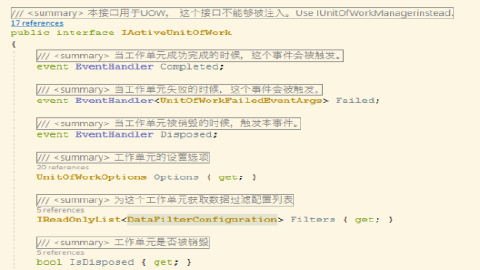 /// <summary> 本接口用于UOW， 这个接口不能够被注入。Use IUnitOfWorkManagerinstead.
17 references
public interface IActiveUnitOfWork
{
/// <summary> 当工作单元成功完成的时候，这个事件会被触发。
event EventHandler Completed;
/// <summary> 当工作单元失败的时候，这个事件会被触发。
event EventHandler<UnitOfWorkFailedEventArgs> Failed;
/// <summary> 当工作单元被销毁的时候，触发本事件。
event EventHandler Disposed;
/// <summary> 工作单元的设置选项
20 references
UnitOfWorkOptions Options { get; }
/// <summary> 为这个工作单元获取数据过滤配置列表
5 references
IReadOnlyList<DataFilterConfiguration> Filters { get; }
/// <summary> 工作单元是否被销毁
5 references
bool IsDisposed { get; }